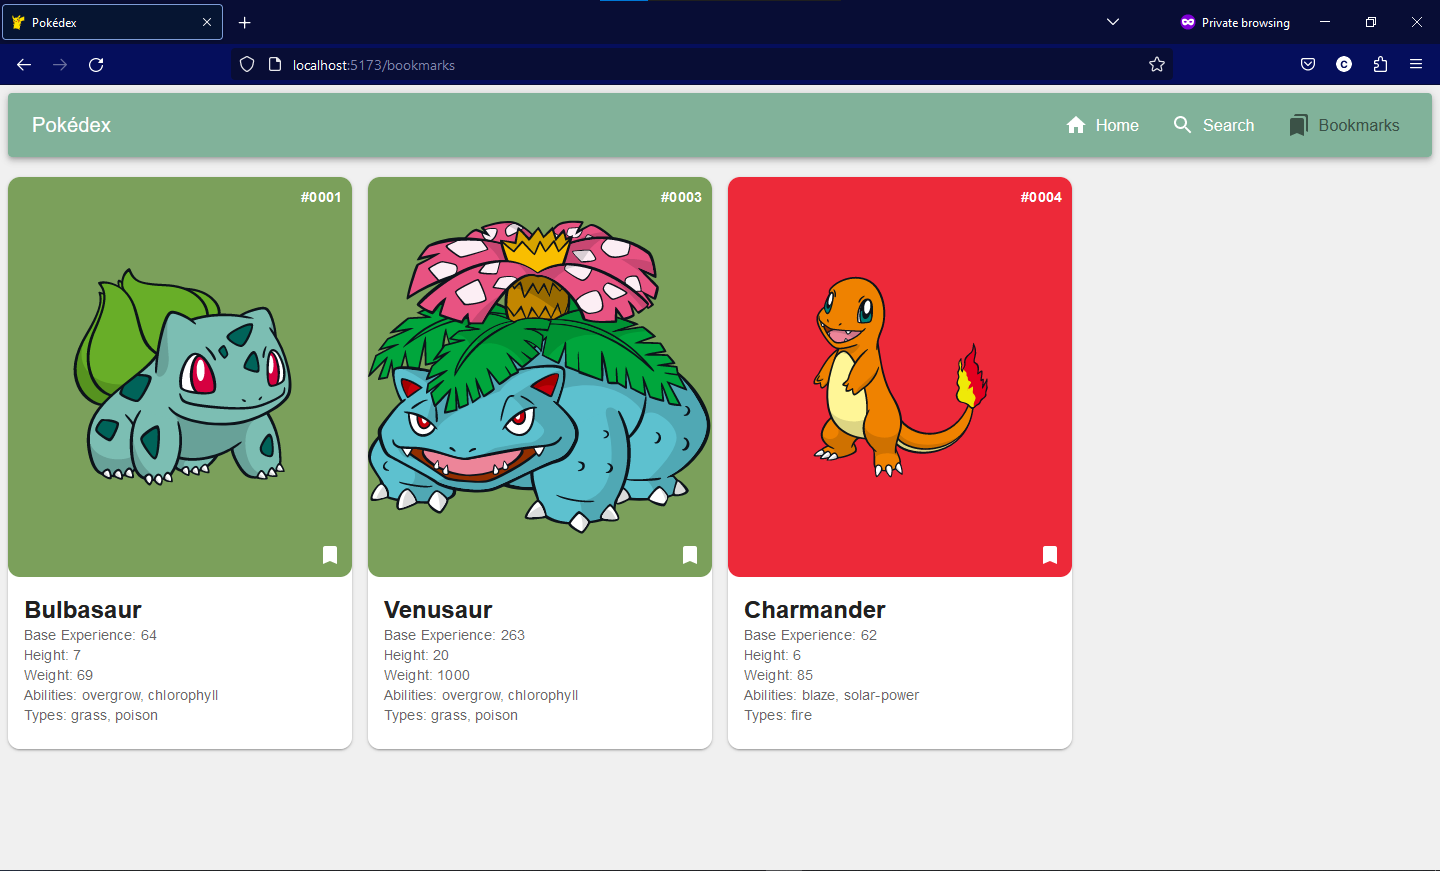 Pokédex
Private browsing
localhost:5173/bookmarks
C
Pokédex
Home
Search
Bookmarks
#0001
#0003
#0004
Bulbasaur
Base Experience: 64
Height: 7
Weight: 69
Abilities: overgrow, chlorophyll
Types: grass, poison
Venusaur
Base Experience: 263
Height: 20
Weight: 1000
Abilities: overgrow, chlorophyll
Types: grass, poison
Charmander
Base Experience: 62
Height: 6
Weight: 85
Abilities: blaze, solar-power
Types: fire